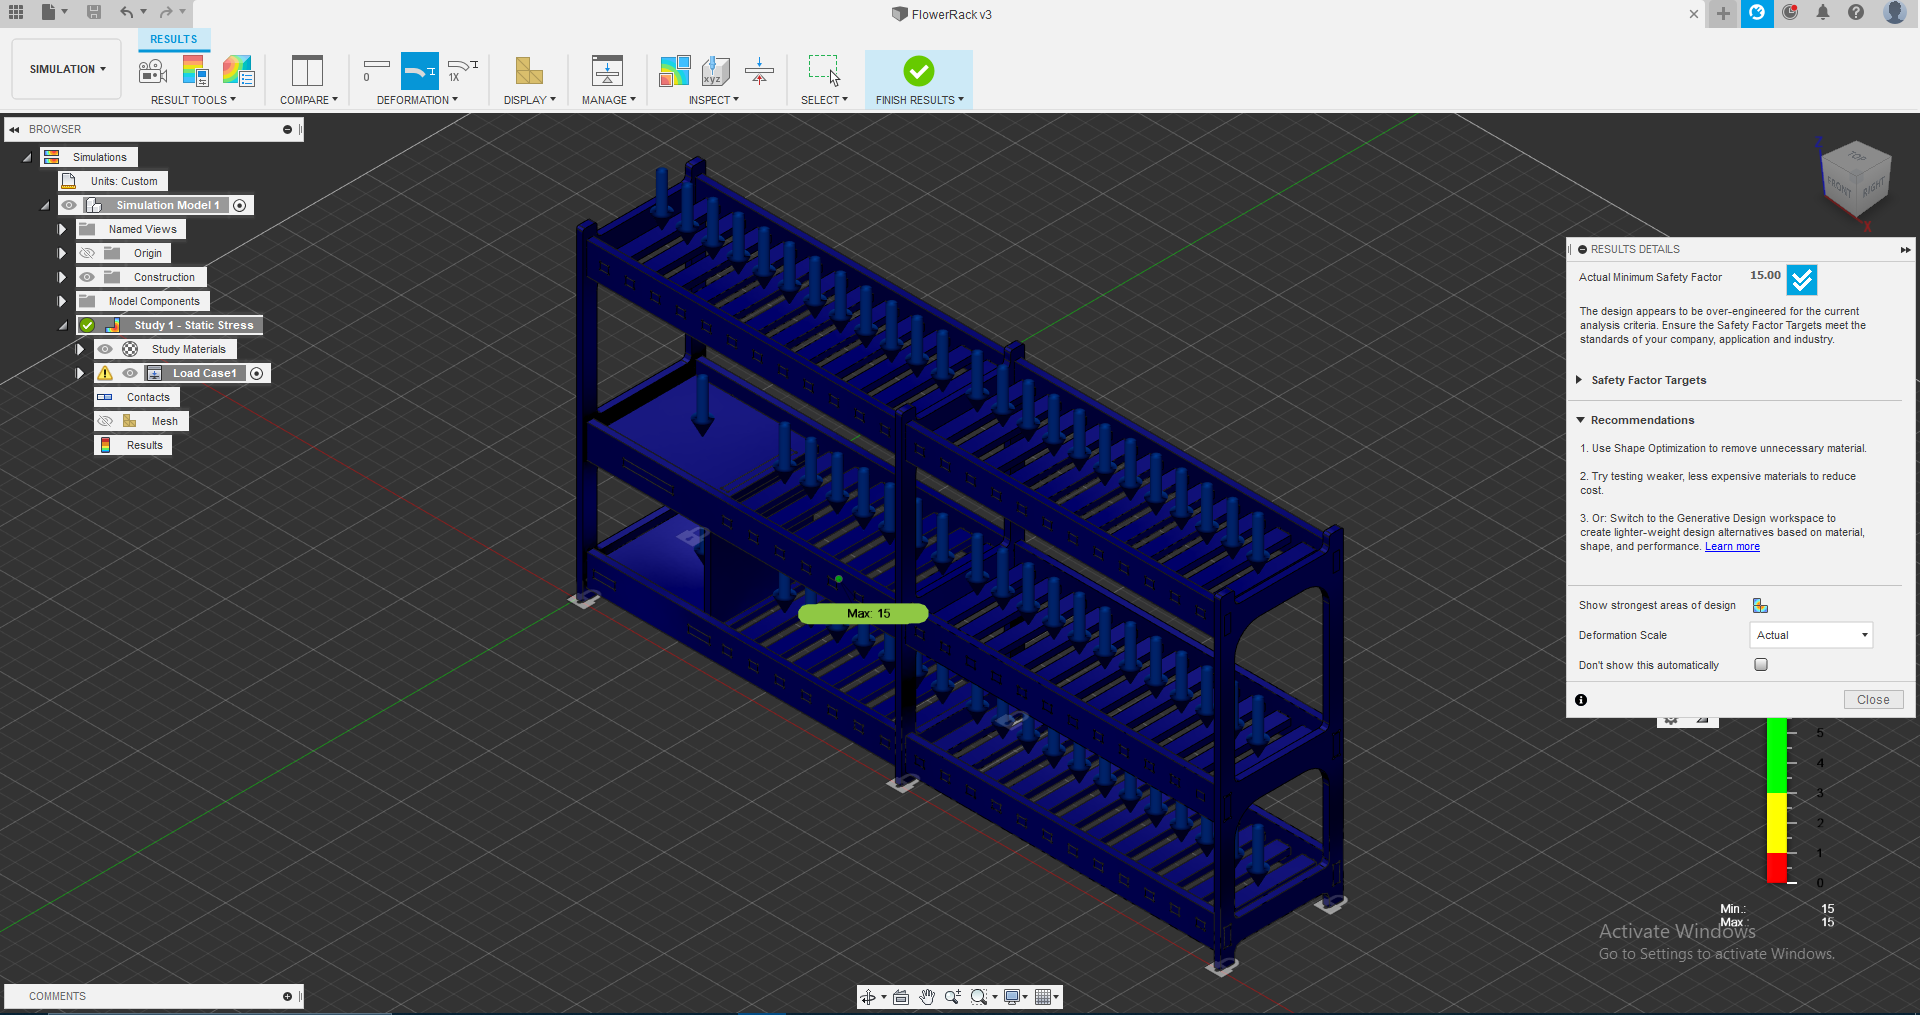 FlowerRack v3
RESULTS
SIMULATION
0
1X
xyz
RESULT TOOLS
COMPARE
DEFORMATION
DISPLAY
MANAGE
INSPECT
SELECT
FINISH RESULTS
BROWSER
Simulations
Units: Custom
Simulation Model 1
Named Views
Origin
Construction
Model Components
Study 1 - Static Stress
Study Materials
Load Case1
Contacts
Mesh
Results
Z
TOP
FRONT
RIGHT
X
RESULTS DETAILS
Actual Minimum Safety Factor 15.00
The design appears to be over-engineered for the current
analysis criteria. Ensure the Safety Factor Targets meet the
standards of your company, application and industry.
Safety Factor Targets
Recommendations
1. Use Shape Optimization to remove unnecessary material.
2. Try testing weaker, less expensive materials to reduce
cost.
3. Or: Switch to the Generative Design workspace to
create lighter-weight design alternatives based on material,
shape, and performance. Learn more
Show strongest areas of design
Deformation Scale Actual
Don't show this automatically
Close
Max: 15
5
4
3
2
1
0
Min.: 15
Max.: 15
Activate Windows
Go to Settings to activate Windows.
COMMENTS